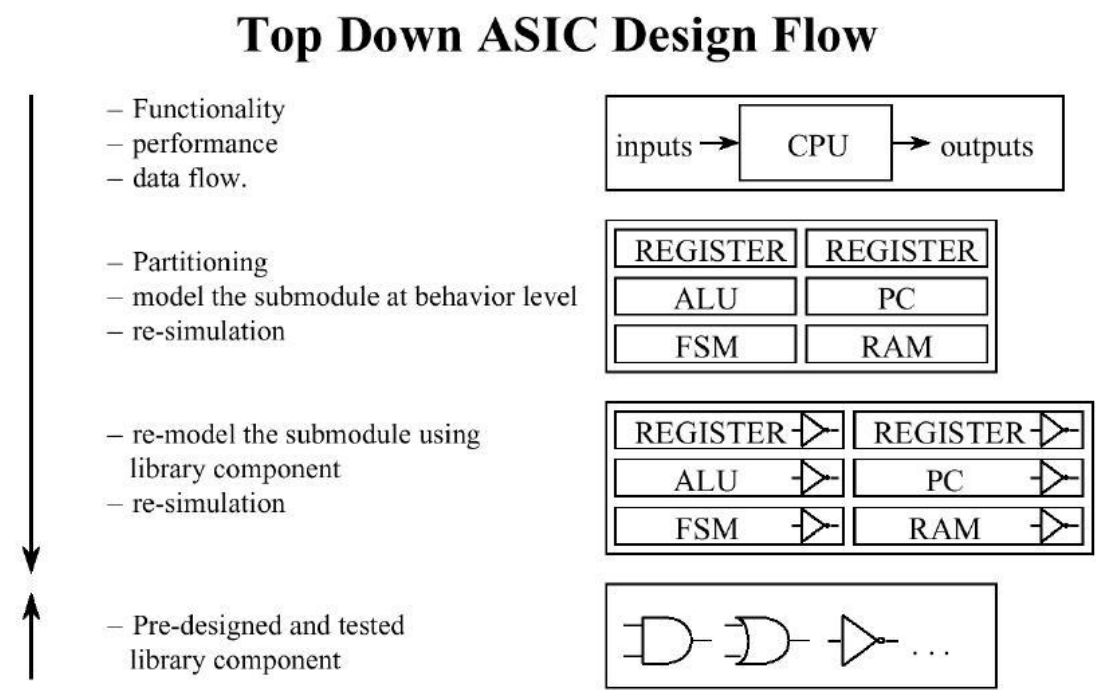 Top Down ASIC Design Flow
– Functionality
– performance
– data flow.
inputs CPU outputs
– Partitioning
– model the submodule at behavior level
– re-simulation
REGISTER REGISTER
ALU PC
FSM RAM
– re-model the submodule using
library component
– re-simulation
REGISTER REGISTER
ALU PC
FSM RAM
– Pre-designed and tested
library component
. . .